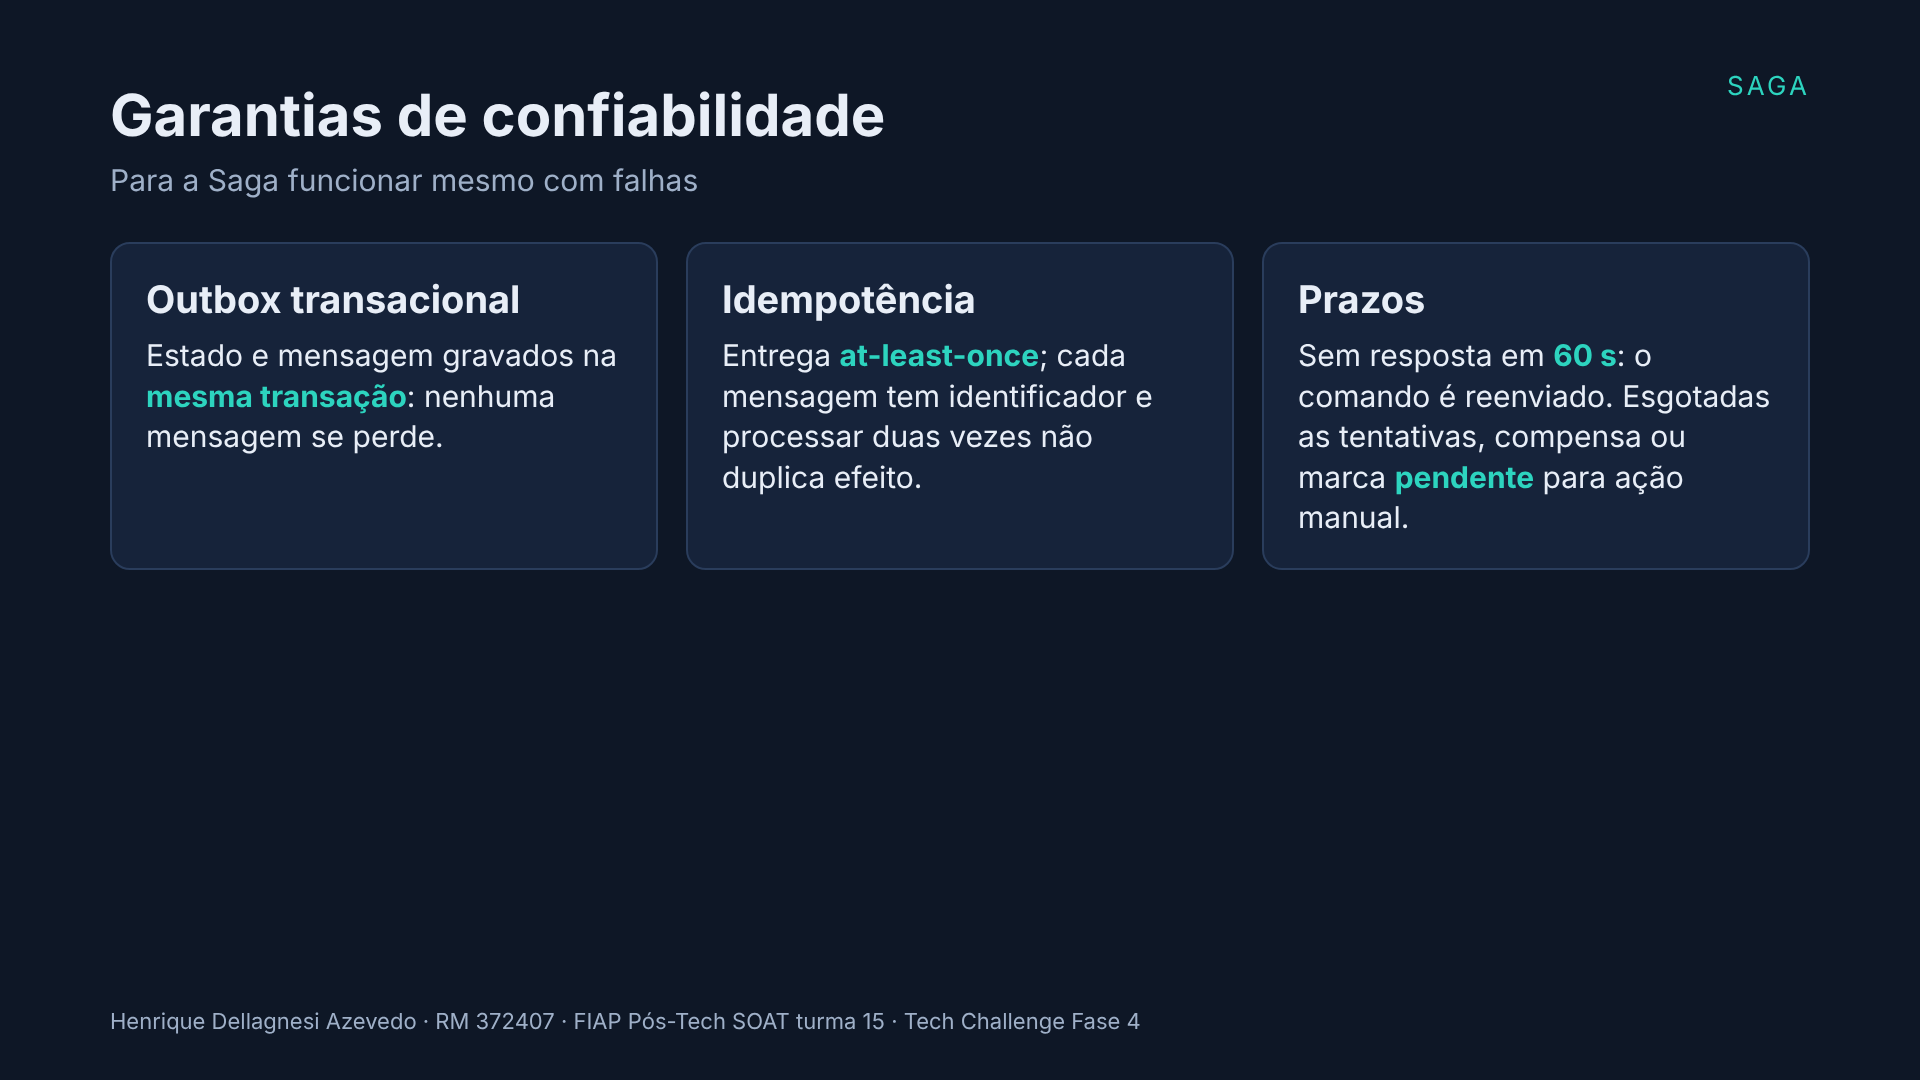 SAGA
Garantias de confiabilidade
Para a Saga funcionar mesmo com falhas
Outbox transacional
Estado e mensagem gravados na
mesma transação: nenhuma
mensagem se perde.
Idempotência
Entrega at-least-once; cada
mensagem tem identificador e
processar duas vezes não
duplica efeito.
Prazos
Sem resposta em 60 s: o
comando é reenviado. Esgotadas
as tentativas, compensa ou
marca pendente para ação
manual.
Henrique Dellagnesi Azevedo · RM 372407 · FIAP Pós-Tech SOAT turma 15 · Tech Challenge Fase 4